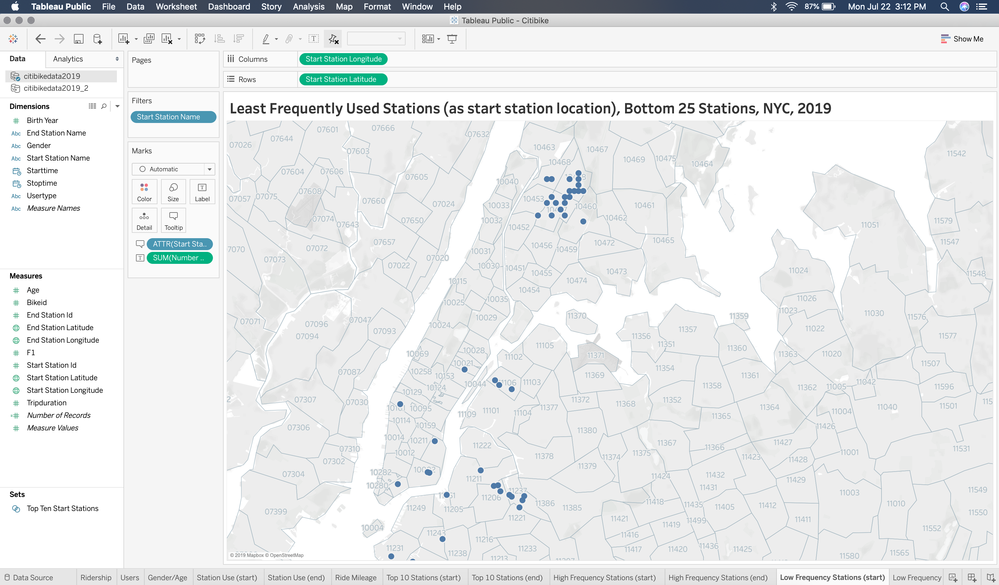 Tableau Public File Data Worksheet Dashboard Story Analysis Map Format Window Help 87% Mon Jul 22 3:12 PM
Tableau Public - Citibike
Show Me
Data Analytics
citibikedata2019
citibikedata2019_2
Dimensions
Birth Year
Abc End Station Name
Abc Gender
Abc Start Station Name
Starttime
Stoptime
Abc Usertype
Abc Measure Names
Measures
Age
Bikeid
End Station Id
End Station Latitude
End Station Longitude
F1
Start Station Id
Start Station Latitude
Start Station Longitude
Tripduration
Number of Records
Measure Values
Sets
Top Ten Start Stations
Pages
Filters
Start Station Name
Marks
Automatic
Color Size Label
Detail Tooltip
ATTR(Start Sta..
SUM(Number ..
Columns Start Station Longitude
Rows Start Station Latitude
Least Frequently Used Stations (as start station location), Bottom 25 Stations, NYC, 2019
07601 07666 07632
07026 07644 07603 10463 10467 11542
10468 10469 10475 10464
07604 07606 07605 10040
07057 07075 07608 07660 07024 10033 10453 10460 10461
07074 07643 07650 10032 10452 10462 11579 11051
7070 07072 07657 10031 10456 10459 10472 10465 11547
07073 07022 07020 10030 10451 10455 10473 11024 11548
10115 10454 10474
10025 10035 11026
07071 07096 07047 10024 10029 11370 11359 11023 11030 11576
07094 07093 11105 11356 11357 11022 11577
10069 10028 11102 11371 11351 11360 11363 11020
07087 10258 10153 10021 11369 11354 11361 11507
10129 10124 10044 11103 11358 11362 11005 11042 11596
07307 07030 10095 11109 11101 11104 11377 11372 11368 11352 11364 11040 11501
07306 10114 10159 11380 11365 11004 11426
10014 10211 11222 11367 11366 11427
07310 10012 11378 11374 11375 11423 11001 11531
07302 11379 11428
07304 10282 11211 11424 11432 11429
10280 11206 11237 11431 11003 11549
07399 11249 11205 11386 11385 11418 11435 11405 11412 11010 11550
11221 11421 11419 11499 11411
10004 11243 11216 11416 11552
11231 11238 11233 11417 11420 11436 11425 11580 11565
11213
© 2019 Mapbox © OpenStreetMap
Data Source Ridership Users Gender/Age Station Use (start) Station Use (end) Ride Mileage Top 10 Stations (start) Top 10 Stations (end) High Frequency Stations (start) High Frequency Stations (end) Low Frequency Stations (start) Low Frequency